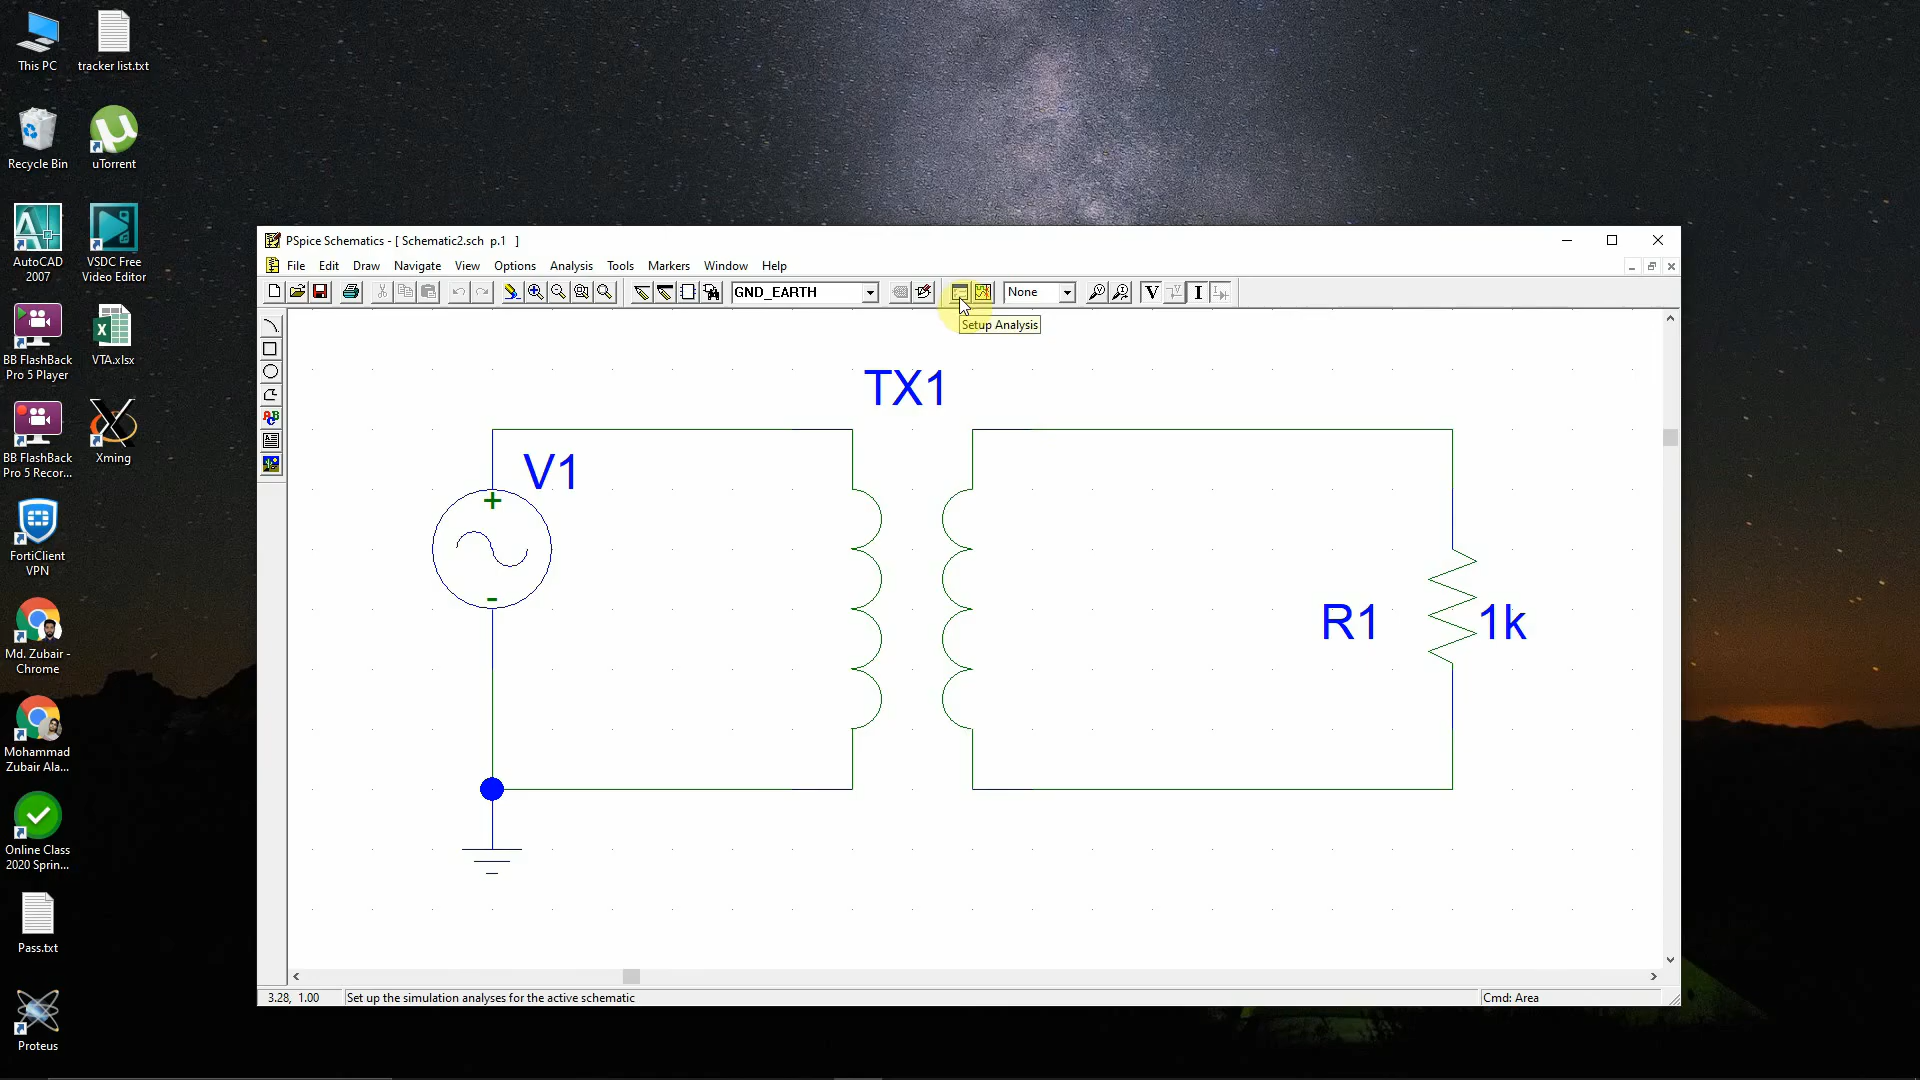 This PC
tracker list.txt
Recycle Bin
uTorrent
AutoCAD
2007
VSDC Free
Video Editor
BB FlashBack
Pro 5 Player
VTA.xlsx
BB FlashBack
Pro 5 Recor...
Xming
FortiClient
VPN
Md. Zubair -
Chrome
Mohammad
Zubair Ala...
Online Class
2020 Sprin...
Pass.txt
Proteus
PSpice Schematics - [ Schematic2.sch p.1 ]
File Edit Draw Navigate View Options Analysis Tools Markers Window Help
GND_EARTH
None
V
I
Setup Analysis
TX1
V1
+
-
R1
1k
3.28, 1.00
Set up the simulation analyses for the active schematic
Cmd: Area